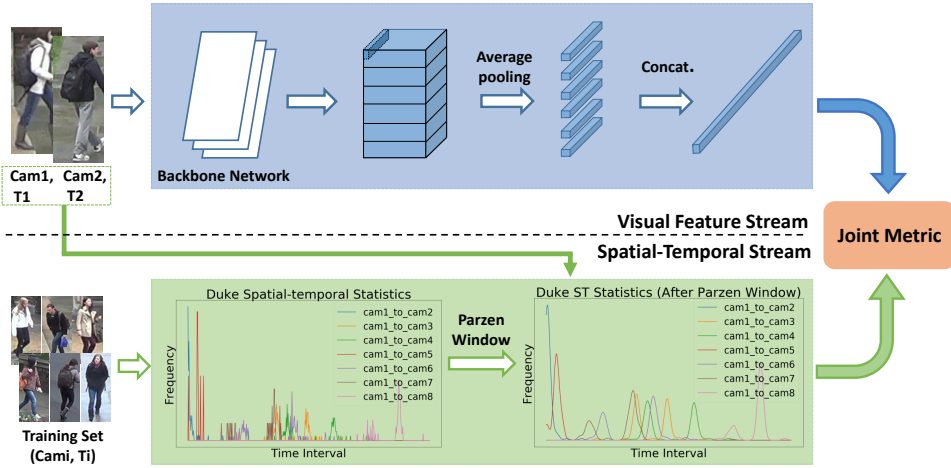 Average
pooling
Concat.
Backbone Network
Cam1,
T1
Cam2,
T2
Visual Feature Stream
Joint Metric
Spatial-Temporal Stream
Duke Spatial-temporal Statistics
Frequency
cam1_to_cam2
cam1_to_cam3
cam1_to_cam4
cam1_to_cam5
cam1_to_cam6
cam1_to_cam7
cam1_to_cam8
Time Interval
Parzen
Window
Duke ST Statistics (After Parzen Window)
Frequency
cam1_to_cam2
cam1_to_cam3
cam1_to_cam4
cam1_to_cam5
cam1_to_cam6
cam1_to_cam7
cam1_to_cam8
Time Interval
Training Set
(Cami, Ti)